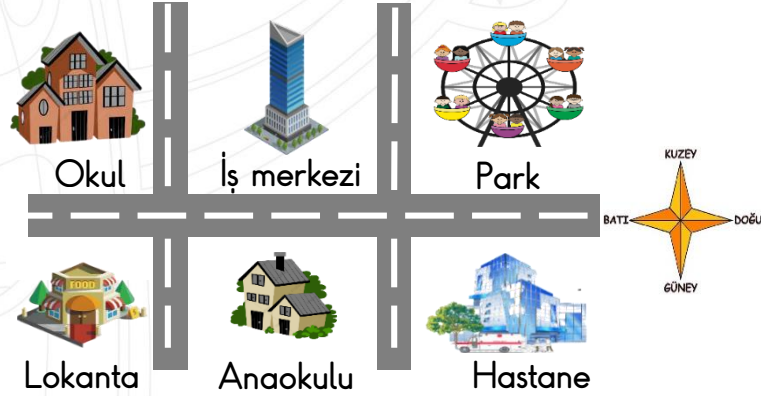 Okul
İş merkezi
Park
KUZEY
BATI
DOĞU
GÜNEY
FOOD
Lokanta
Anaokulu
Hastane